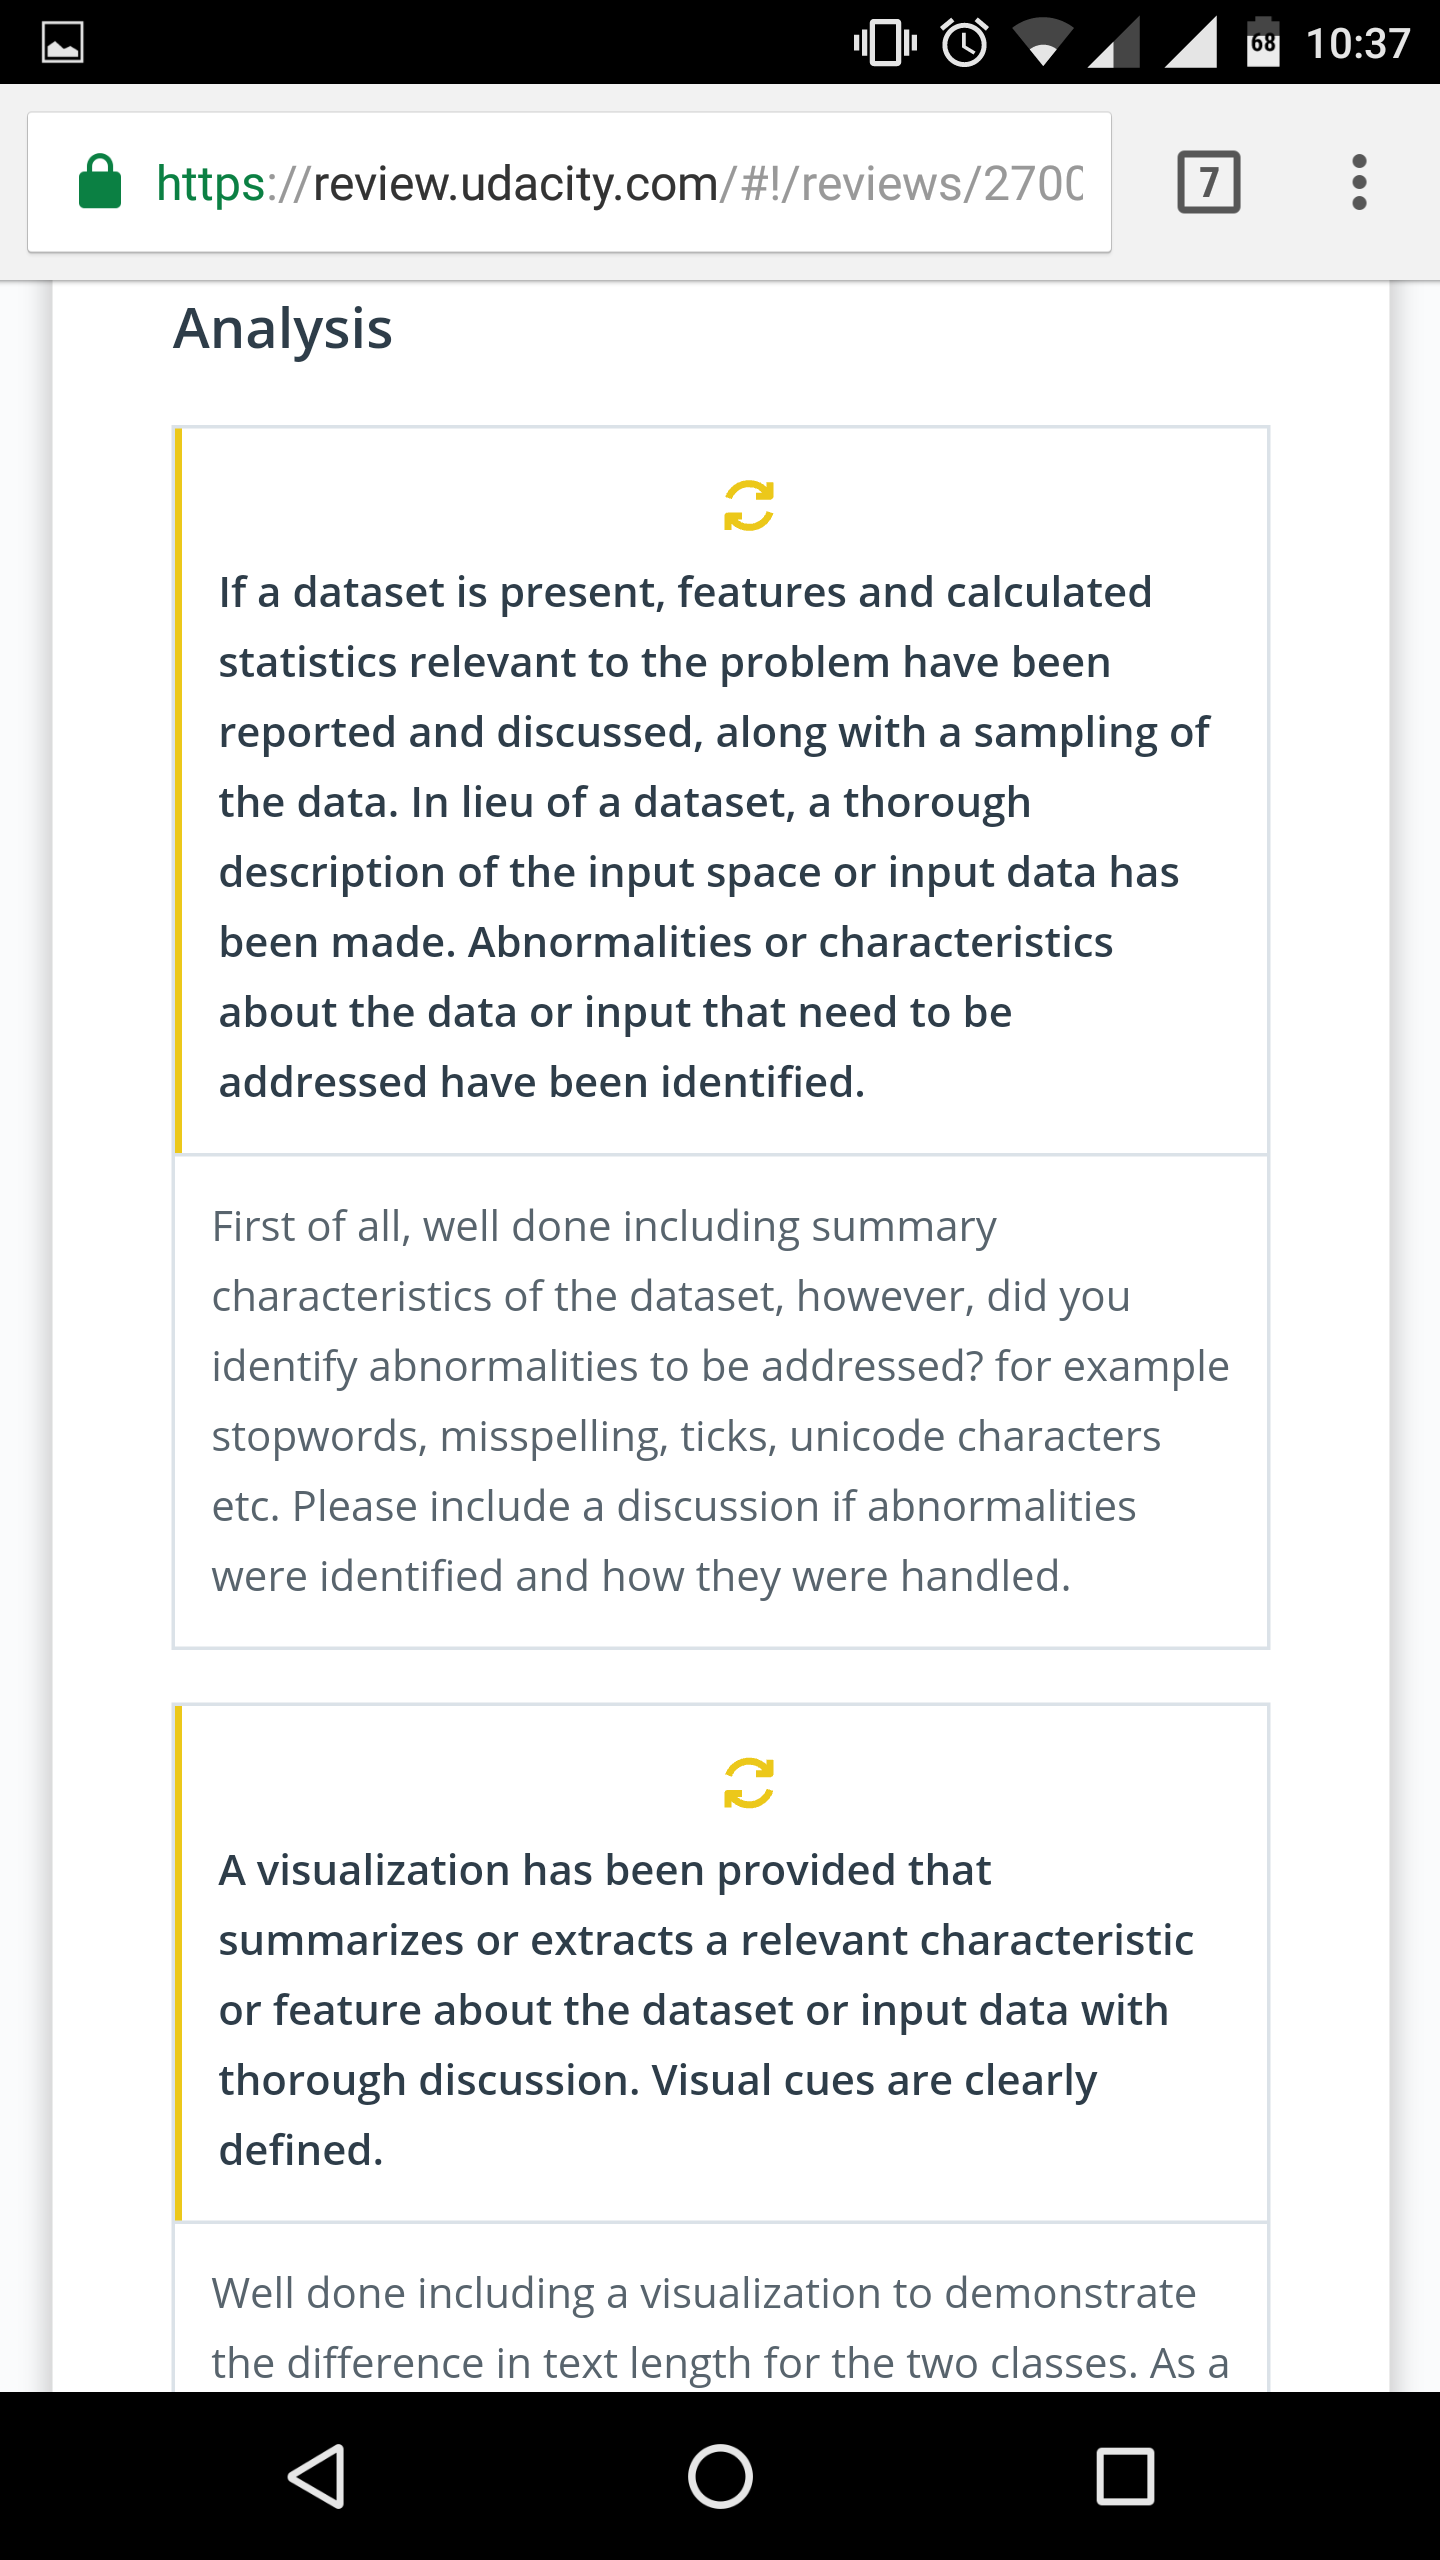 68 10:37
https://review.udacity.com/#!/reviews/2700
7
Analysis
If a dataset is present, features and calculated
statistics relevant to the problem have been
reported and discussed, along with a sampling of
the data. In lieu of a dataset, a thorough
description of the input space or input data has
been made. Abnormalities or characteristics
about the data or input that need to be
addressed have been identified.
First of all, well done including summary
characteristics of the dataset, however, did you
identify abnormalities to be addressed? for example
stopwords, misspelling, ticks, unicode characters
etc. Please include a discussion if abnormalities
were identified and how they were handled.
A visualization has been provided that
summarizes or extracts a relevant characteristic
or feature about the dataset or input data with
thorough discussion. Visual cues are clearly
defined.
Well done including a visualization to demonstrate
the difference in text length for the two classes. As a